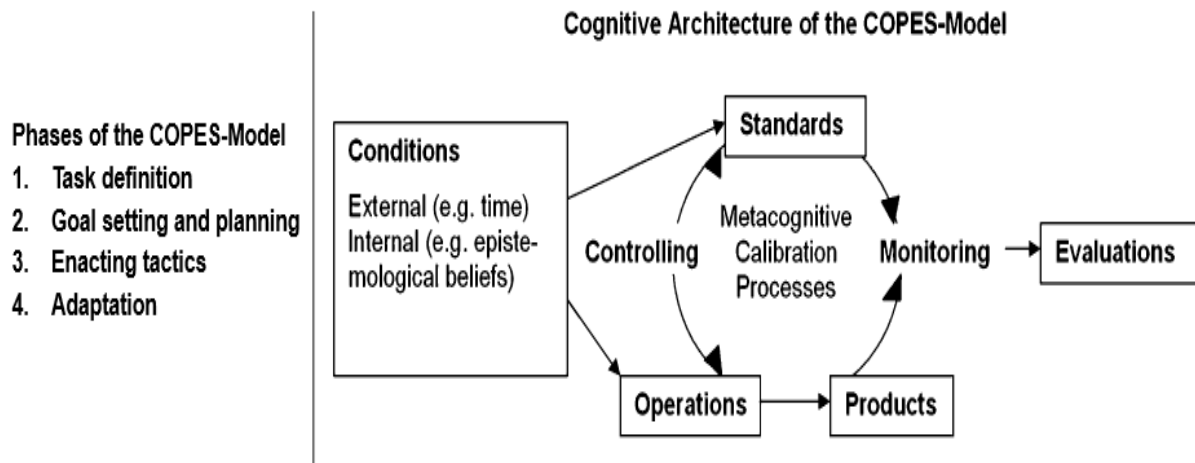 Cognitive Architecture of the COPES-Model
Phases of the COPES-Model
1. Task definition
2. Goal setting and planning
3. Enacting tactics
4. Adaptation
Conditions
External (e.g. time)
Internal (e.g. episte-
mological beliefs)
Standards
Controlling
Metacognitive
Calibration
Processes
Monitoring
Evaluations
Operations
Products